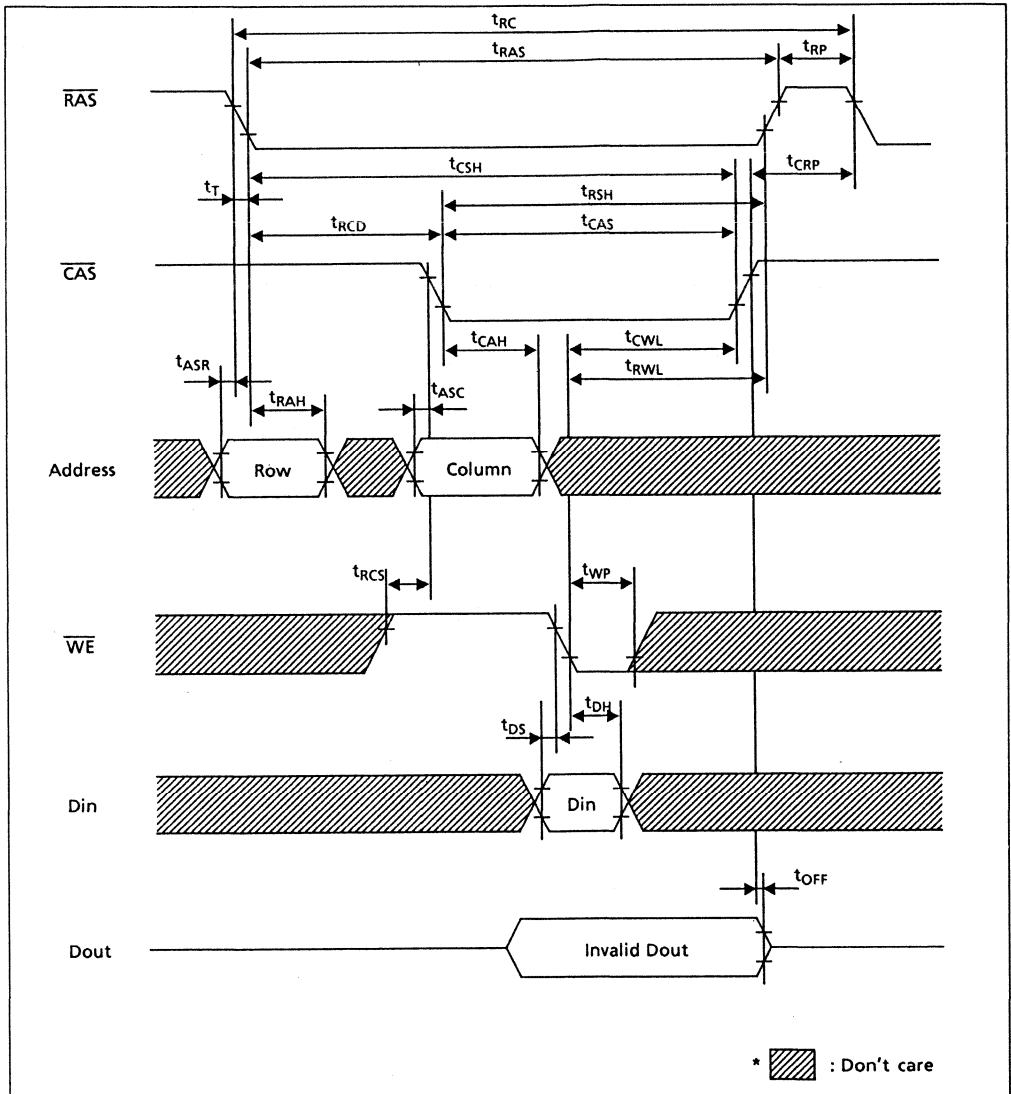 tRC
tRAS
tRP
RAS
tCSH
tCRP
tT
tRSH
tRCD
tCAS
CAS
tCAH
tCWL
tASR
tASC
tRWL
tRAH
Address
Row
Column
tRCS
tWP
WE
tDS
tDH
Din
Din
tOFF
Dout
Invalid Dout
* : Don't care